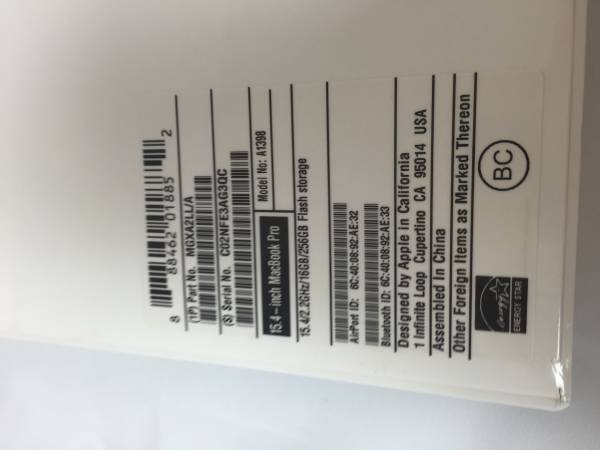 8 88462 01885 2
(1P) Part No. MGXA2LL/A
(S) Serial No. C02NFE3AG3QC
15.4-inch MacBook Pro Model No: A1398
15.4/2.2GHz/16GB/256GB Flash storage
AirPort ID: 6C:40:08:92:AE:32
Bluetooth ID: 6C:40:08:92:AE:33
Designed by Apple in California
1 Infinite Loop Cupertino CA 95014 USA
Assembled In China
Other Foreign Items as Marked Thereon
BC
energy
ENERGY STAR